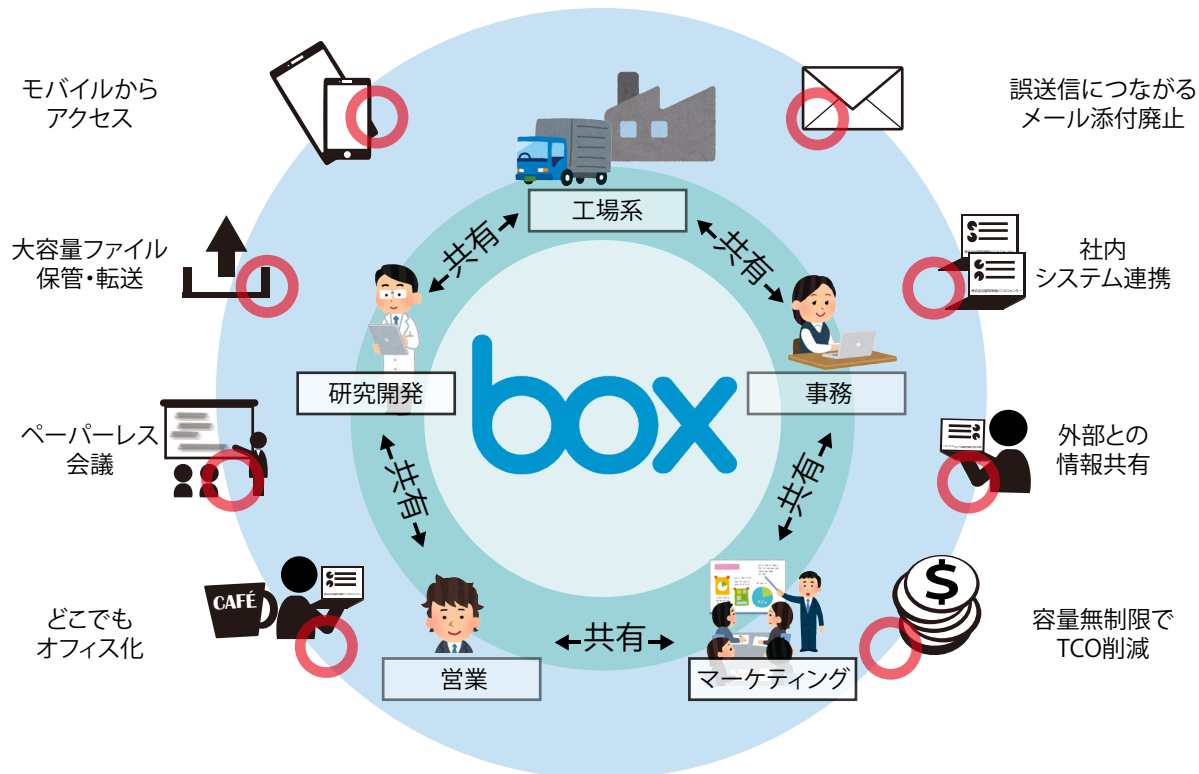 モバイルから
アクセス
誤送信につながる
メール添付廃止
工場系
共有
共有
大容量ファイル
保管・転送
社内
システム連携
研究開発
box
事務
ペーパーレス
会議
外部との
情報共有
共有
共有
CAFÉ
$
どこでも
オフィス化
共有
容量無制限で
TCO削減
営業
マーケティング